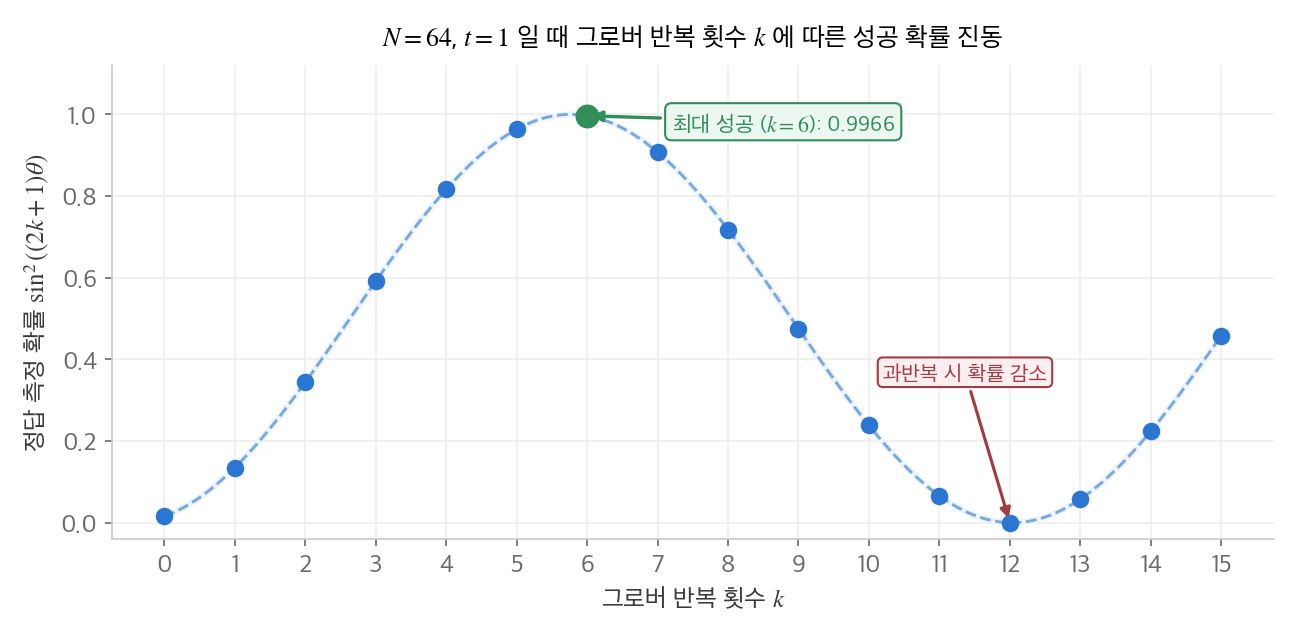 N = 64, t = 1 일 때 그로버 반복 횟수 k 에 따른 성공 확률 진동
정답 측정 확률 sin²((2k + 1)θ)
1.0
0.8
0.6
0.4
0.2
0.0
최대 성공 (k = 6): 0.9966
과반복 시 확률 감소
0 1 2 3 4 5 6 7 8 9 10 11 12 13 14 15
그로버 반복 횟수 k